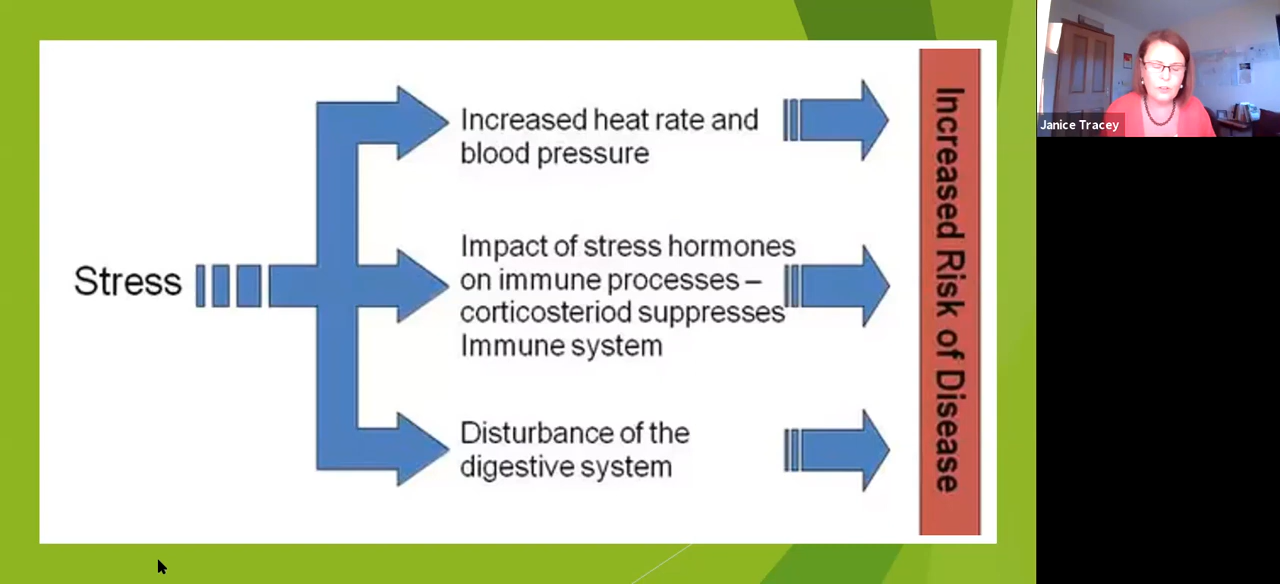 Stress
Increased heat rate and
blood pressure
Impact of stress hormones
on immune processes –
corticosteriod suppresses
Immune system
Disturbance of the
digestive system
Increased Risk of Disease
Janice Tracey